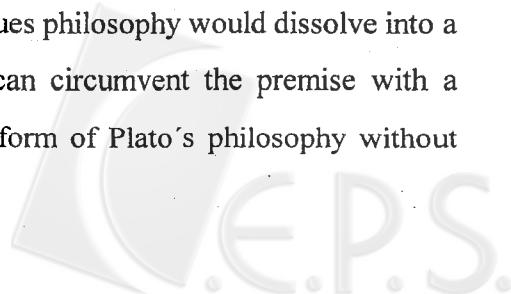 ues philosophy would dissolve into a
can circumvent the premise with a
form of Plato´s philosophy without
C.E.P.S.